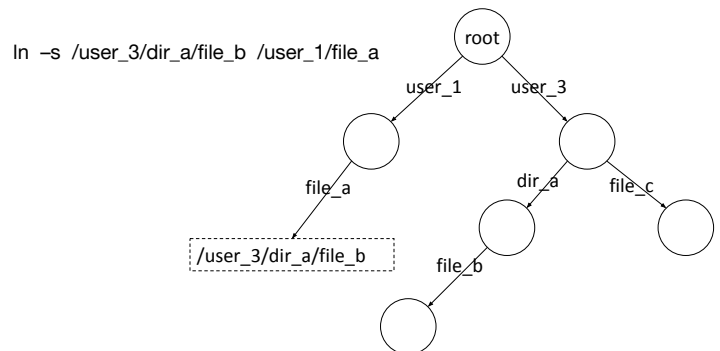 ln –s /user_3/dir_a/file_b /user_1/file_a
root
user_1
user_3
file_a
dir_a
file_c
/user_3/dir_a/file_b
file_b